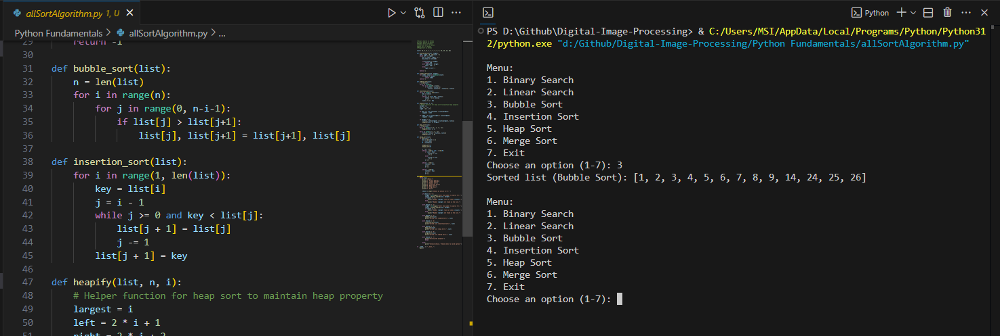 allSortAlgorithm.py 1, U
Python Fundamentals > allSortAlgorithm.py > ...
29 return -1
30
31 def bubble_sort(list):
32 n = len(list)
33 for i in range(n):
34 for j in range(0, n-i-1):
35 if list[j] > list[j+1]:
36 list[j], list[j+1] = list[j+1], list[j]
37
38 def insertion_sort(list):
39 for i in range(1, len(list)):
40 key = list[i]
41 j = i - 1
42 while j >= 0 and key < list[j]:
43 list[j + 1] = list[j]
44 j -= 1
45 list[j + 1] = key
46
47 def heapify(list, n, i):
48 # Helper function for heap sort to maintain heap property
49 largest = i
50 left = 2 * i + 1
51 right = 2 * i + 2
Python
PS D:\Github\Digital-Image-Processing> & C:/Users/MSI/AppData/Local/Programs/Python/Python31
2/python.exe "d:/Github/Digital-Image-Processing/Python Fundamentals/allSortAlgorithm.py"
Menu:
1. Binary Search
2. Linear Search
3. Bubble Sort
4. Insertion Sort
5. Heap Sort
6. Merge Sort
7. Exit
Choose an option (1-7): 3
Sorted list (Bubble Sort): [1, 2, 3, 4, 5, 6, 7, 8, 9, 14, 24, 25, 26]
Menu:
1. Binary Search
2. Linear Search
3. Bubble Sort
4. Insertion Sort
5. Heap Sort
6. Merge Sort
7. Exit
Choose an option (1-7):